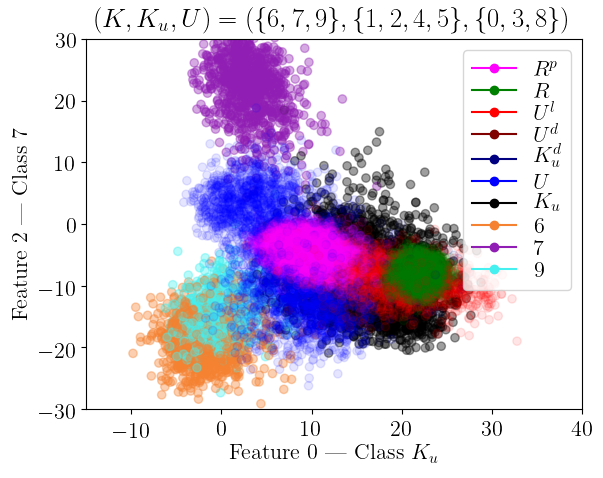 (K, K_u, U) = ({6, 7, 9}, {1, 2, 4, 5}, {0, 3, 8})
30
20
10
0
−10
−20
−30
Feature 2 — Class 7
R^p
R
U^l
U^d
K_u^d
U
K_u
6
7
9
−10 0 10 20 30 40
Feature 0 — Class K_u